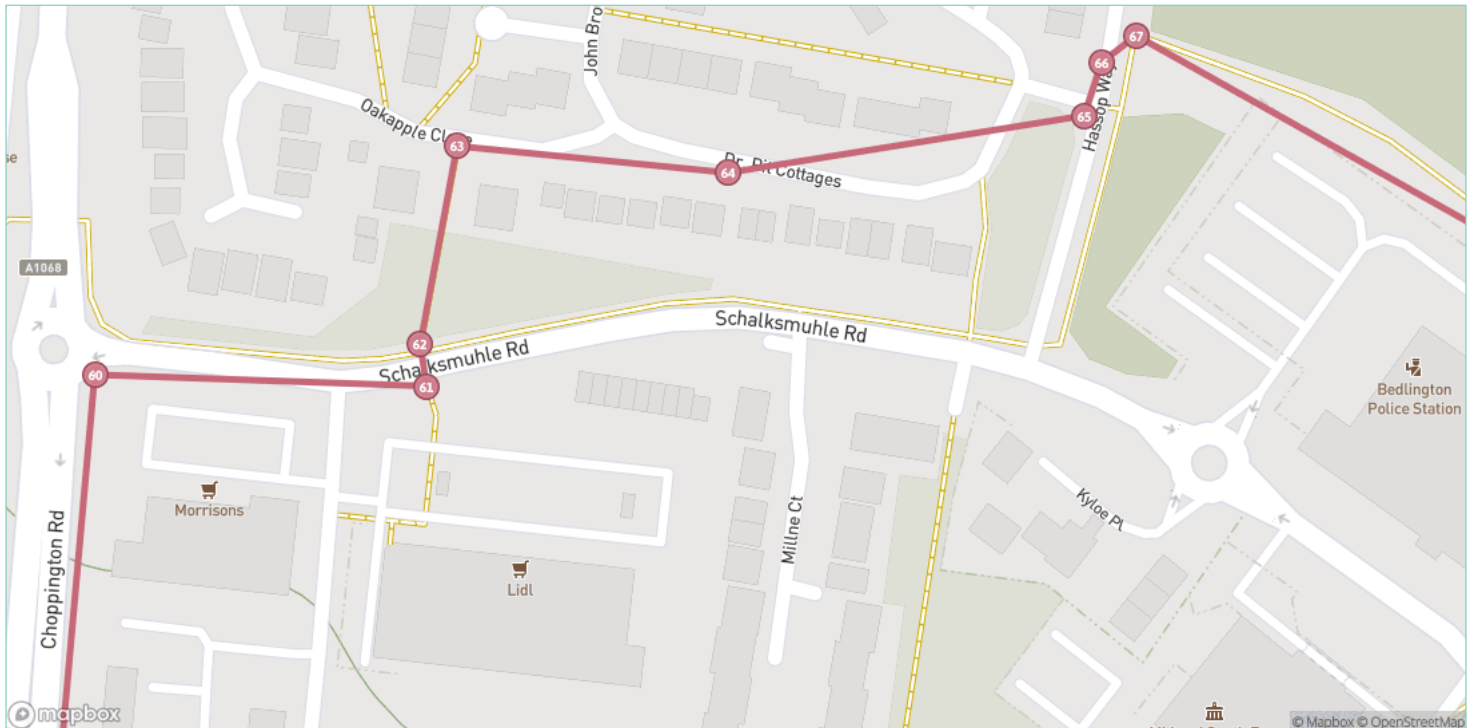 John Bro
67
66
Oakapple Close
65
Hassop Way
63
se
Dr. Pit Cottages
64
A1068
Schalksmuhle Rd
62
Schalksmuhle Rd
60
61
Bedlington
Police Station
Morrisons
Kyloe Pl
Millne Ct
Lidl
Choppington Rd
mapbox
© Mapbox © OpenStreetMap